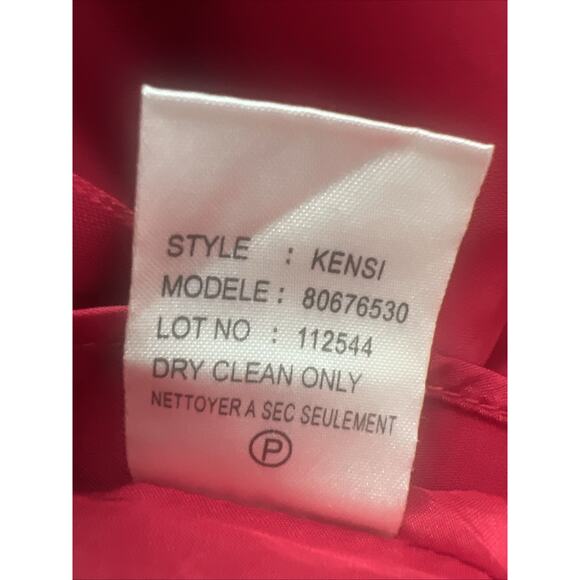 STYLE : KENSI
MODELE : 80676530
LOT NO : 112544
DRY CLEAN ONLY
NETTOYER A SEC SEULEMENT
P